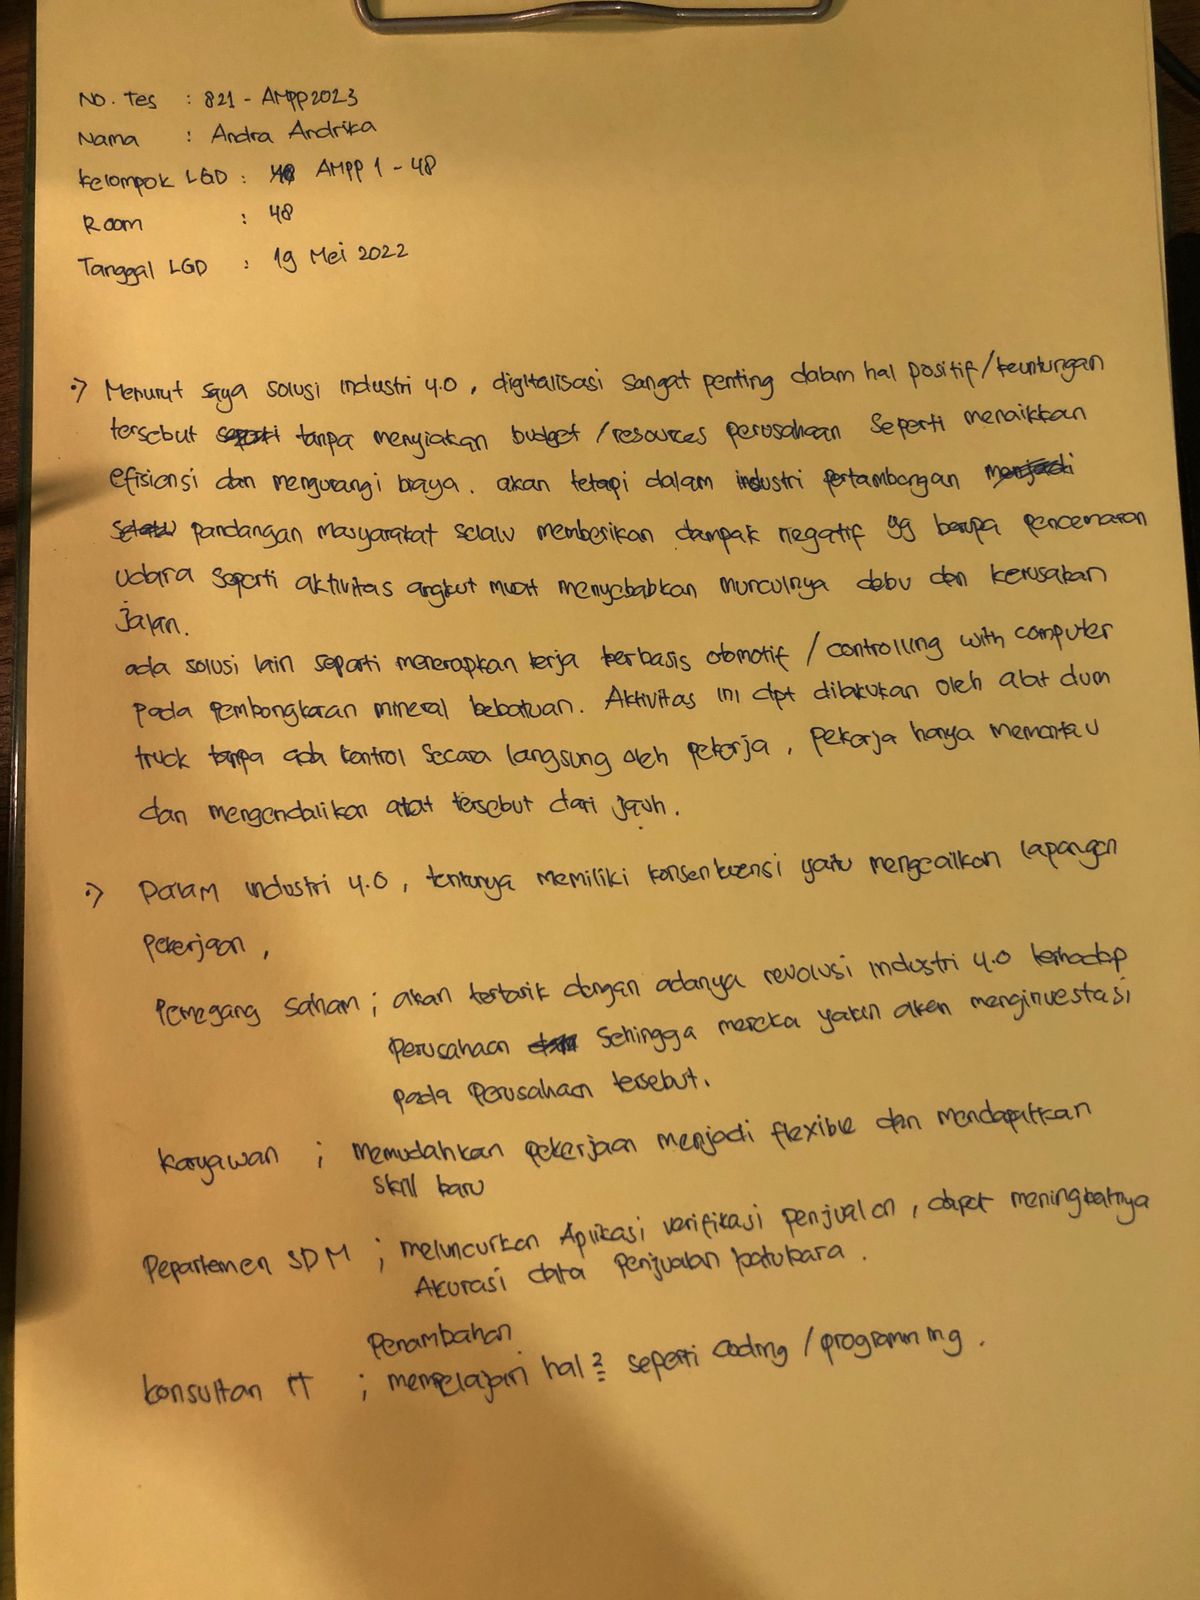 No. Tes : 821 - AMPP2023
Nama : Andra Andrika
Kelompok LGD : AMPP 1 - 48
Room : 48
Tanggal LGD : 19 Mei 2022
•> Menurut saya solusi industri 4.0, digitalisasi sangat penting dalam hal positif/keuntungan
tersebut tanpa menyiakan budget/resources perusahaan seperti menaikkan
efisiensi dan mengurangi biaya. akan tetapi dalam industri pertambangan
pandangan masyarakat selalu memberikan dampak negatif yg berupa pencemaran
udara seperti aktivitas angkut muat menyebabkan munculnya debu dan kerusakan
jalan.
ada solusi lain seperti menerapkan kerja berbasis otomotif / controlling with computer
pada pembongkaran mineral bebatuan. Aktivitas ini dpt dilakukan oleh alat dum
truck tanpa ada kontrol secara langsung oleh pekerja, pekerja hanya memantau
dan mengendalikan alat tersebut dari jauh.
•> Dalam industri 4.0, tentunya memiliki konsenkuensi yaitu mengecilkan lapangan
pekerjaan,
Pemegang saham ; akan tertarik dengan adanya revolusi industri 4.0 terhadap
perusahaan sehingga mereka yakin akan menginvestasi
pada perusahaan tersebut.
Karyawan ; memudahkan pekerjaan menjadi flexible dan mendapatkan
skill baru
Departemen SDM ; meluncurkan Aplikasi verifikasi penjualan, dapat meningkatnya
Akurasi data penjualan batubara.
Penambahan
Konsultan IT ; mempelajari hal2 seperti coding / programming.